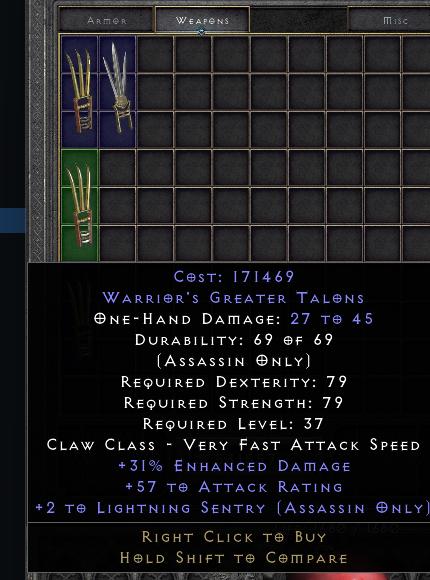 Armor
Weapons
Misc
Cost: 171469
Warrior's Greater Talons
One-Hand Damage: 27 to 45
Durability: 69 of 69
(Assassin Only)
Required Dexterity: 79
Required Strength: 79
Required Level: 37
Claw Class - Very Fast Attack Speed
+31% Enhanced Damage
+57 to Attack Rating
+2 to Lightning Sentry (Assassin Only)
Right Click to Buy
Hold Shift to Compare